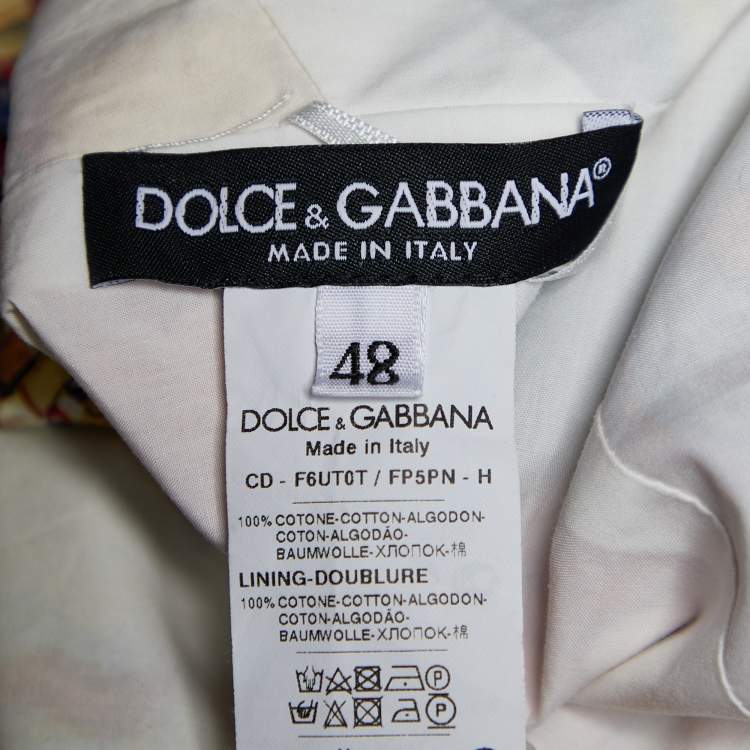 DOLCE & GABBANA®
MADE IN ITALY
48
DOLCE & GABBANA
Made in Italy
CD - F6UT0T / FP5PN - H
100% COTONE-COTTON-ALGODON-
COTON-ALGODÃO-
BAUMWOLLE-ХЛОПОК-棉
LINING-DOUBLURE
100% COTONE-COTTON-ALGODON-
COTON-ALGODÃO-
BAUMWOLLE-ХЛОПОК-棉